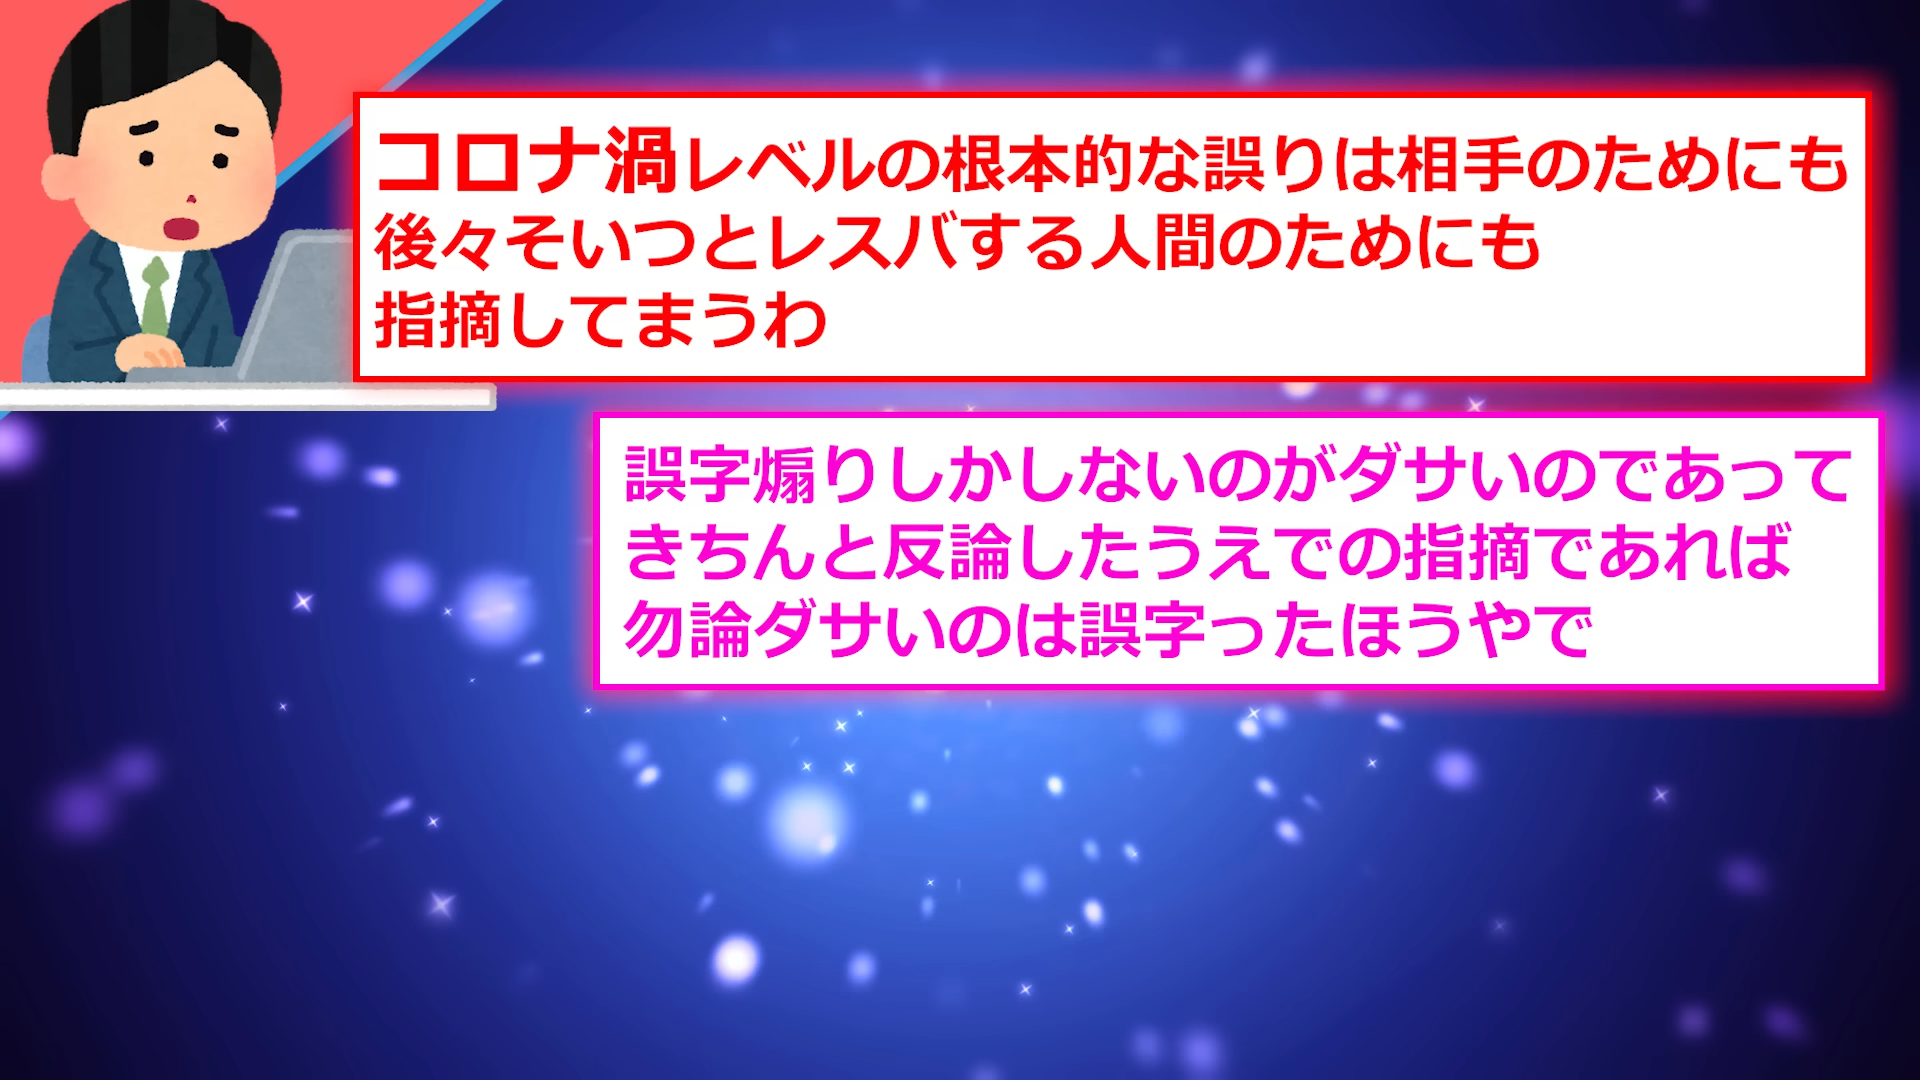 コロナ渦レベルの根本的な誤りは相手のためにも
後々そいつとレスバする人間のためにも
指摘してまうわ
誤字煽りしかしないのがダサいのであって
きちんと反論したうえでの指摘であれば
勿論ダサいのは誤字ったほうやで